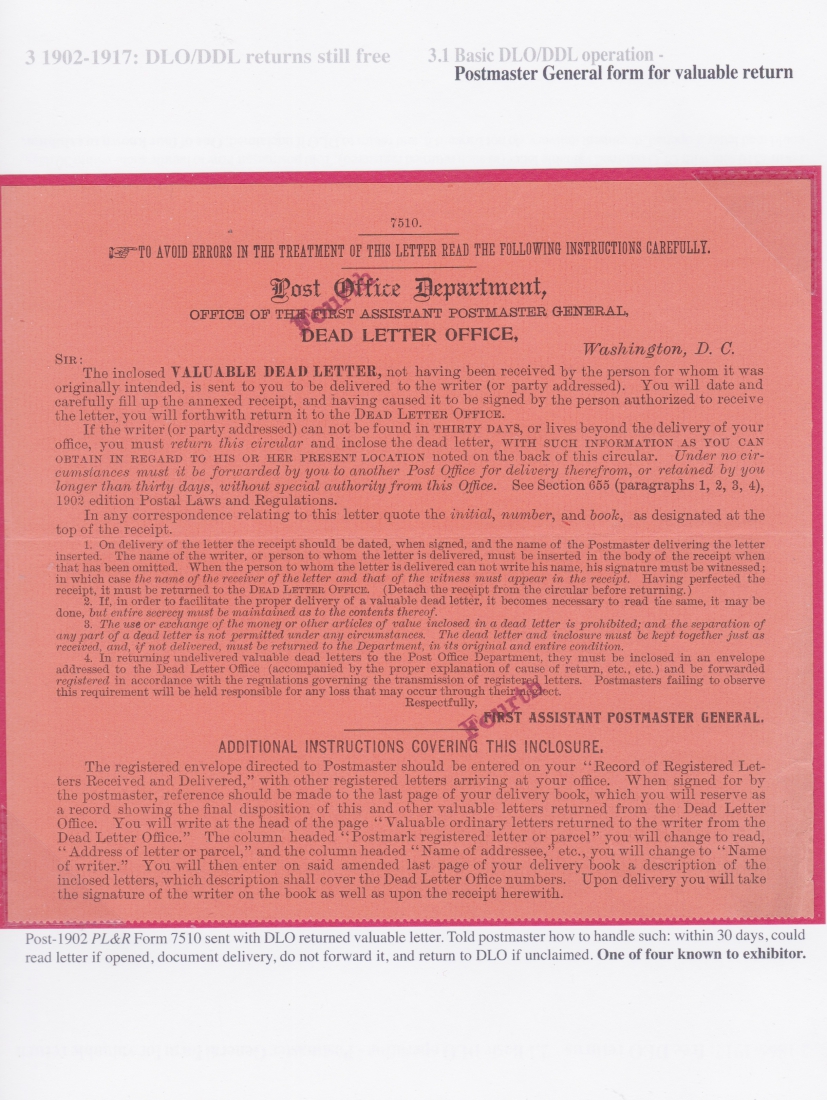 3 1902-1917: DLO/DDL returns still free 3.1 Basic DLO/DDL operation -
Postmaster General form for valuable return
7510.
TO AVOID ERRORS IN THE TREATMENT OF THIS LETTER READ THE FOLLOWING INSTRUCTIONS CAREFULLY.
Post Office Department,
OFFICE OF THE FIRST ASSISTANT POSTMASTER GENERAL,
Fourth
DEAD LETTER OFFICE,
Washington, D. C.
SIR:
The inclosed VALUABLE DEAD LETTER, not having been received by the person for whom it was
originally intended, is sent to you to be delivered to the writer (or party addressed). You will date and
carefully fill up the annexed receipt, and having caused it to be signed by the person authorized to receive
the letter, you will forthwith return it to the DEAD LETTER OFFICE.
If the writer (or party addressed) can not be found in THIRTY DAYS, or lives beyond the delivery of your
office, you must return this circular and inclose the dead letter, WITH SUCH INFORMATION AS YOU CAN
OBTAIN IN REGARD TO HIS OR HER PRESENT LOCATION noted on the back of this circular. Under no cir-
cumstances must it be forwarded by you to another Post Office for delivery therefrom, or retained by you
longer than thirty days, without special authority from this Office. See Section 655 (paragraphs 1, 2, 3, 4),
1902 edition Postal Laws and Regulations.
In any correspondence relating to this letter quote the initial, number, and book, as designated at the
top of the receipt.
1. On delivery of the letter the receipt should be dated, when signed, and the name of the Postmaster delivering the letter
inserted. The name of the writer, or person to whom the letter is delivered, must be inserted in the body of the receipt when
that has been omitted. When the person to whom the letter is delivered can not write his name, his signature must be witnessed;
in which case the name of the receiver of the letter and that of the witness must appear in the receipt. Having perfected the
receipt, it must be returned to the DEAD LETTER OFFICE. (Detach the receipt from the circular before returning.)
2. If, in order to facilitate the proper delivery of a valuable dead letter, it becomes necessary to read the same, it may be
done, but entire secrecy must be maintained as to the contents thereof.
3. The use or exchange of the money or other articles of value inclosed in a dead letter is prohibited; and the separation of
any part of a dead letter is not permitted under any circumstances. The dead letter and inclosure must be kept together just as
received, and, if not delivered, must be returned to the Department, in its original and entire condition.
4. In returning undelivered valuable dead letters to the Post Office Department, they must be inclosed in an envelope
addressed to the Dead Letter Office (accompanied by the proper explanation of cause of return, etc., etc.) and be forwarded
registered in accordance with the regulations governing the transmission of registered letters. Postmasters failing to observe
this requirement will be held responsible for any loss that may occur through their neglect.
Respectfully,
Fourth
FIRST ASSISTANT POSTMASTER GENERAL.
ADDITIONAL INSTRUCTIONS COVERING THIS INCLOSURE.
The registered envelope directed to Postmaster should be entered on your “Record of Registered Let-
ters Received and Delivered,” with other registered letters arriving at your office. When signed for by
the postmaster, reference should be made to the last page of your delivery book, which you will reserve as
a record showing the final disposition of this and other valuable letters returned from the Dead Letter
Office. You will write at the head of the page “Valuable ordinary letters returned to the writer from the
Dead Letter Office.” The column headed “Postmark registered letter or parcel” you will change to read,
“Address of letter or parcel,” and the column headed “Name of addressee,” etc., you will change to “Name
of writer.” You will then enter on said amended last page of your delivery book a description of the
inclosed letters, which description shall cover the Dead Letter Office numbers. Upon delivery you will take
the signature of the writer on the book as well as upon the receipt herewith.
Post-1902 PL&R Form 7510 sent with DLO returned valuable letter. Told postmaster how to handle such: within 30 days, could
read letter if opened, document delivery, do not forward it, and return to DLO if unclaimed. One of four known to exhibitor.